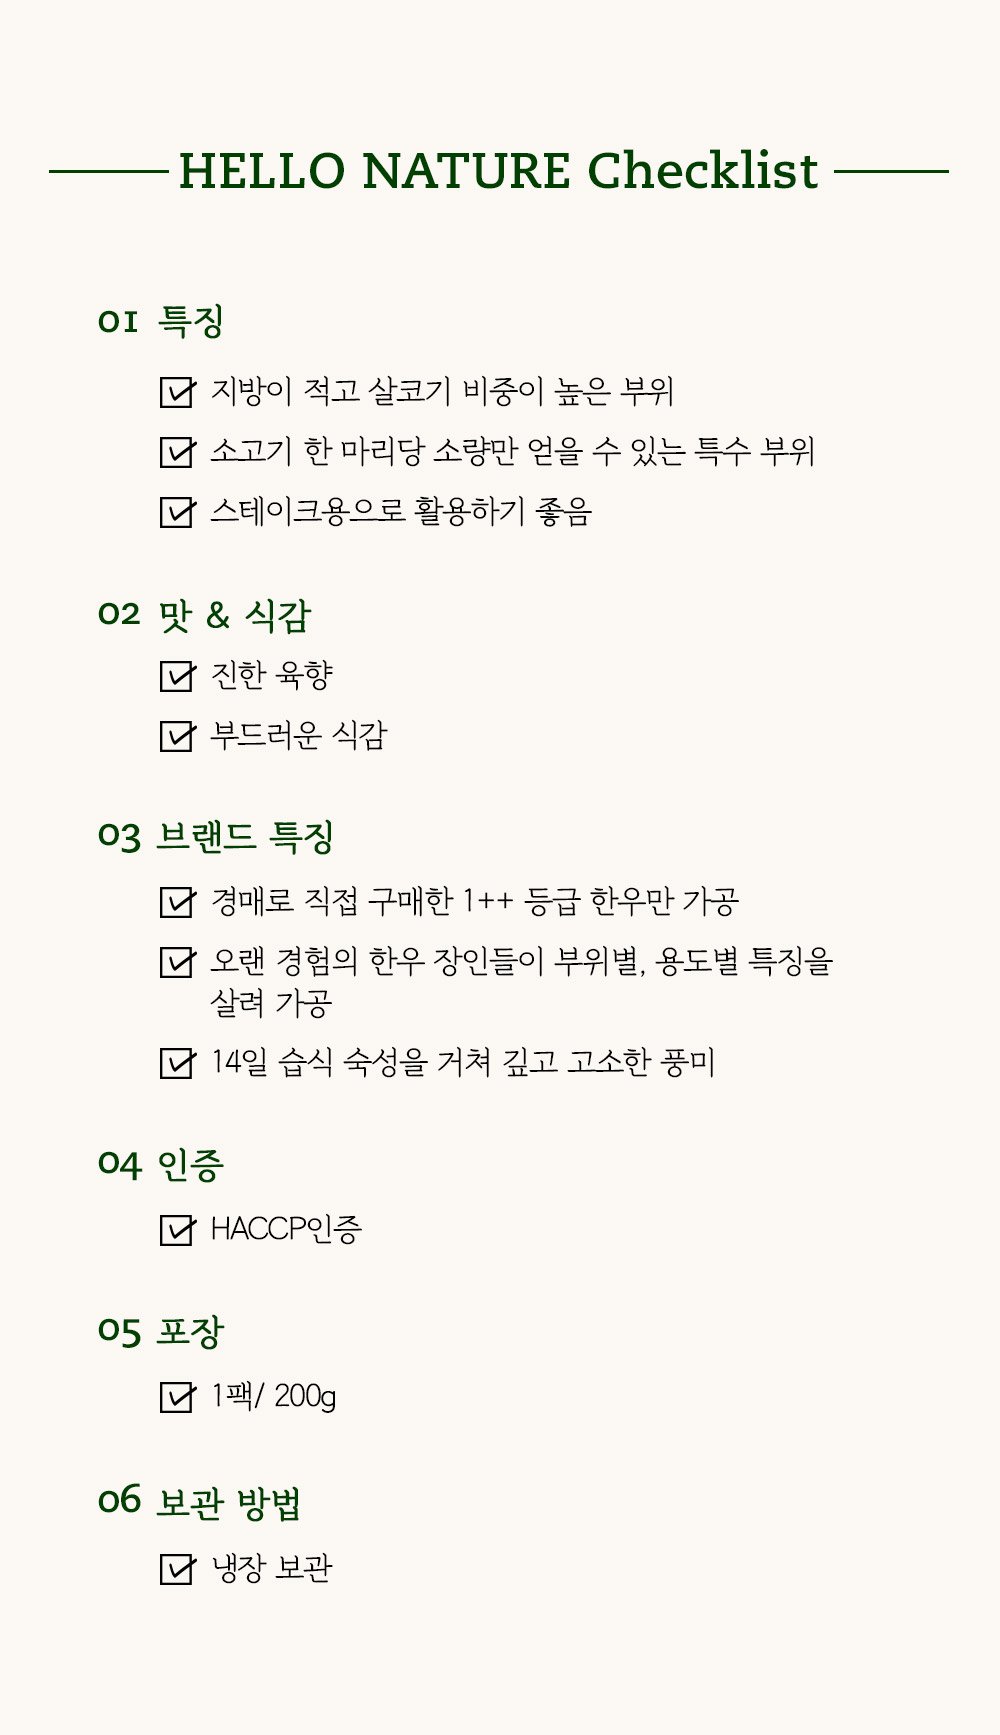 HELLO NATURE Checklist
01 특징
지방이 적고 살코기 비중이 높은 부위
소고기 한 마리당 소량만 얻을 수 있는 특수 부위
스테이크용으로 활용하기 좋음
02 맛 & 식감
진한 육향
부드러운 식감
03 브랜드 특징
경매로 직접 구매한 1++ 등급 한우만 가공
오랜 경험의 한우 장인들이 부위별, 용도별 특징을
살려 가공
14일 습식 숙성을 거쳐 깊고 고소한 풍미
04 인증
HACCP인증
05 포장
1팩/ 200g
06 보관 방법
냉장 보관